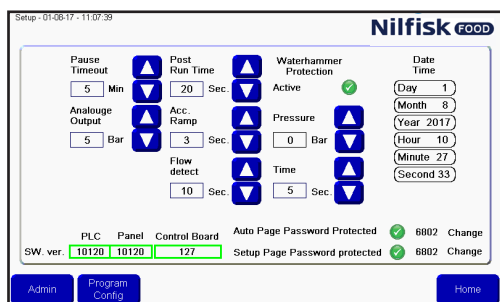 Setup - 01-08-17 - 11:07:39
Nilfisk FOOD
Pause Timeout
5 Min
Post Run Time
20 Sec.
Waterhammer Protection
Active
Date Time
Day 1
Month 8
Year 2017
Hour 10
Minute 27
Second 33
Analouge Output
5 Bar
Acc. Ramp
3 Sec.
Pressure
0 Bar
Flow detect
10 Sec.
Time
5 Sec.
PLC Panel Control Board
SW. ver. 10120 10120 127
Auto Page Password Protected 6802 Change
Setup Page Password protected 6802 Change
Admin
Program Config
Home